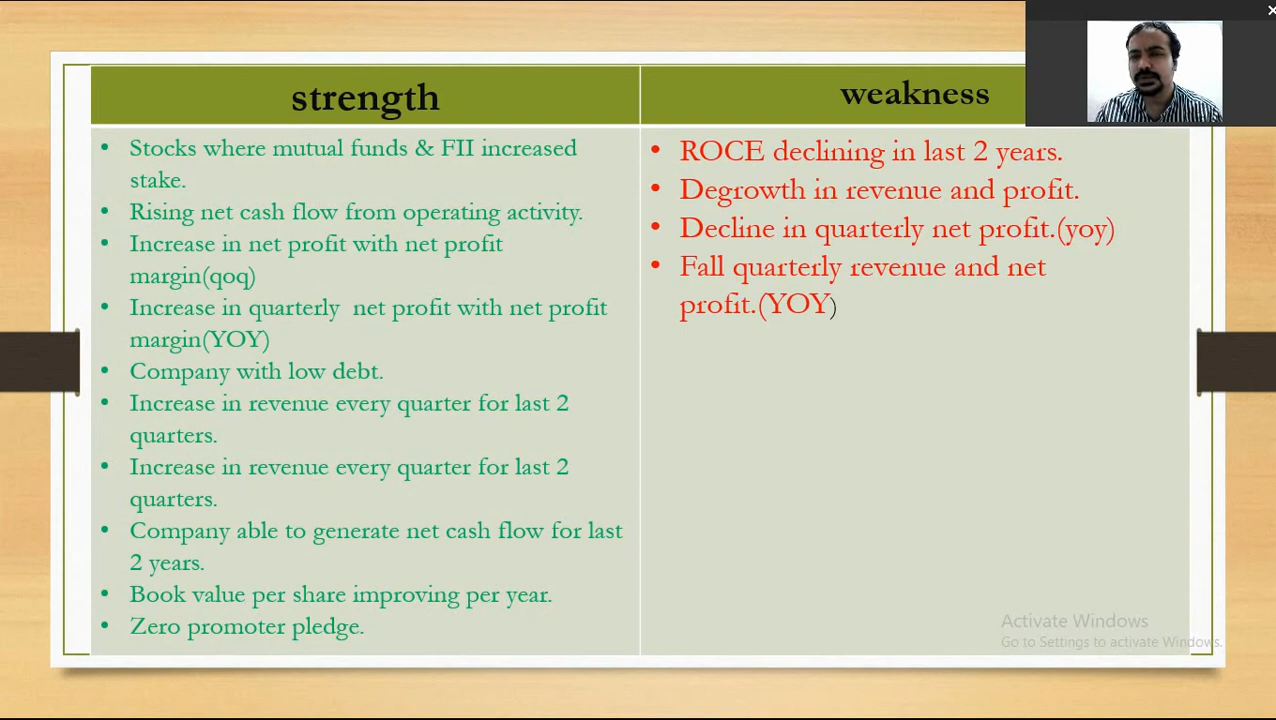 strength
Stocks where mutual funds & FII increased
stake.
Rising net cash flow from operating activity.
Increase in net profit with net profit
margin(qoq)
Increase in quarterly  net profit with net profit
margin(YOY)
Company with low debt.
Increase in revenue every quarter for last 2
quarters.
Increase in revenue every quarter for last 2
quarters.
Company able to generate net cash flow for last
2 years.
Book value per share improving per year.
Zero promoter pledge.
weakness
ROCE declining in last 2 years.
Degrowth in revenue and profit.
Decline in quarterly net profit.(yoy)
Fall quarterly revenue and net
profit.(YOY)
Activate Windows
Go to Settings to activate Windows.